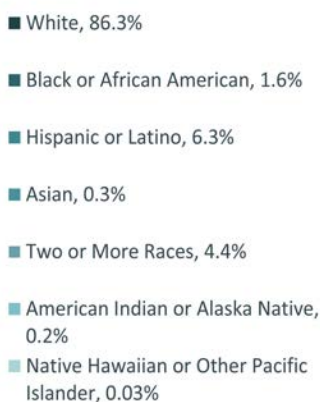 White, 86.3%
Black or African American, 1.6%
Hispanic or Latino, 6.3%
Asian, 0.3%
Two or More Races, 4.4%
American Indian or Alaska Native,
0.2%
Native Hawaiian or Other Pacific
Islander, 0.03%